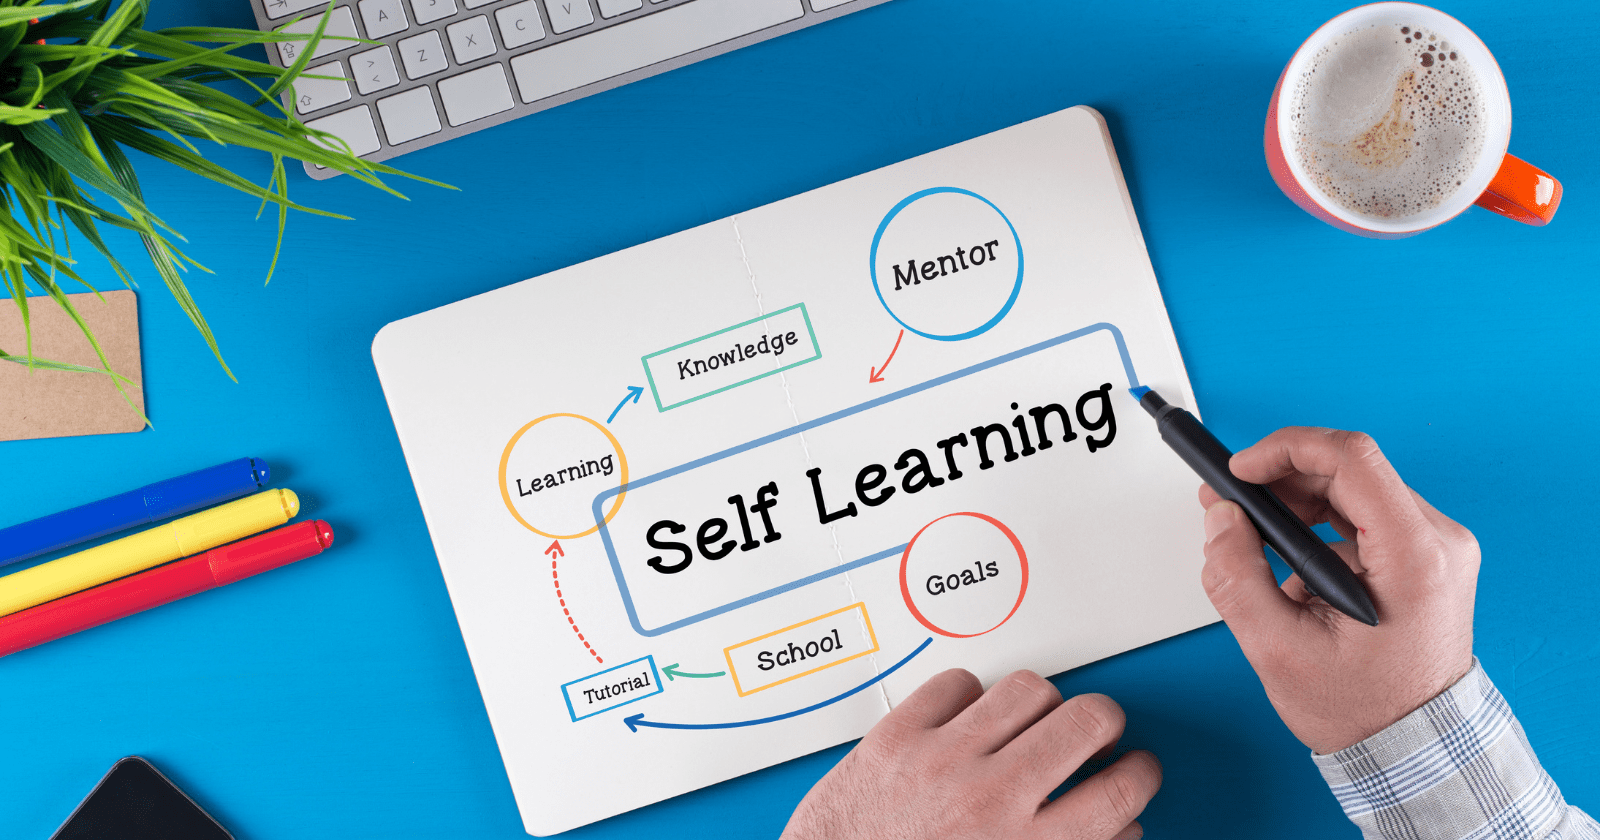 A
S
Z
X
C
V
>
<
Mentor
Knowledge
Learning
Self Learning
Goals
School
Tutorial